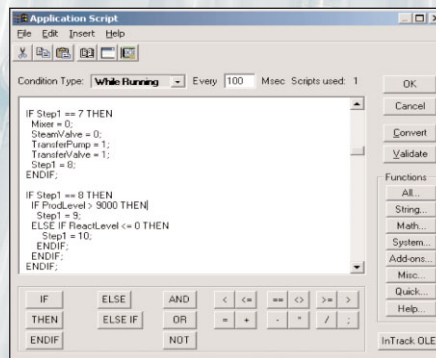 Application Script
File Edit Insert Help
Condition Type: While Running Every 100 Msec Scripts used: 1
IF Step1 == 7 THEN
Mixer = 0;
SteamValve = 0;
TransferPump = 1;
TransferValve = 1;
Step1 = 8;
ENDIF;
IF Step1 == 8 THEN
IF ProdLevel > 9000 THEN
Step1 = 9;
ELSE IF ReactLevel <= 0 THEN
Step1 = 10;
ENDIF;
ENDIF;
ENDIF;
OK
Cancel
Convert
Validate
Functions
All...
String...
Math...
System...
Add-ons...
Misc...
Quick...
Help...
InTrack OLE
IF ELSE AND < <= == <> >= >
THEN ELSE IF OR = + - * / ;
ENDIF NOT